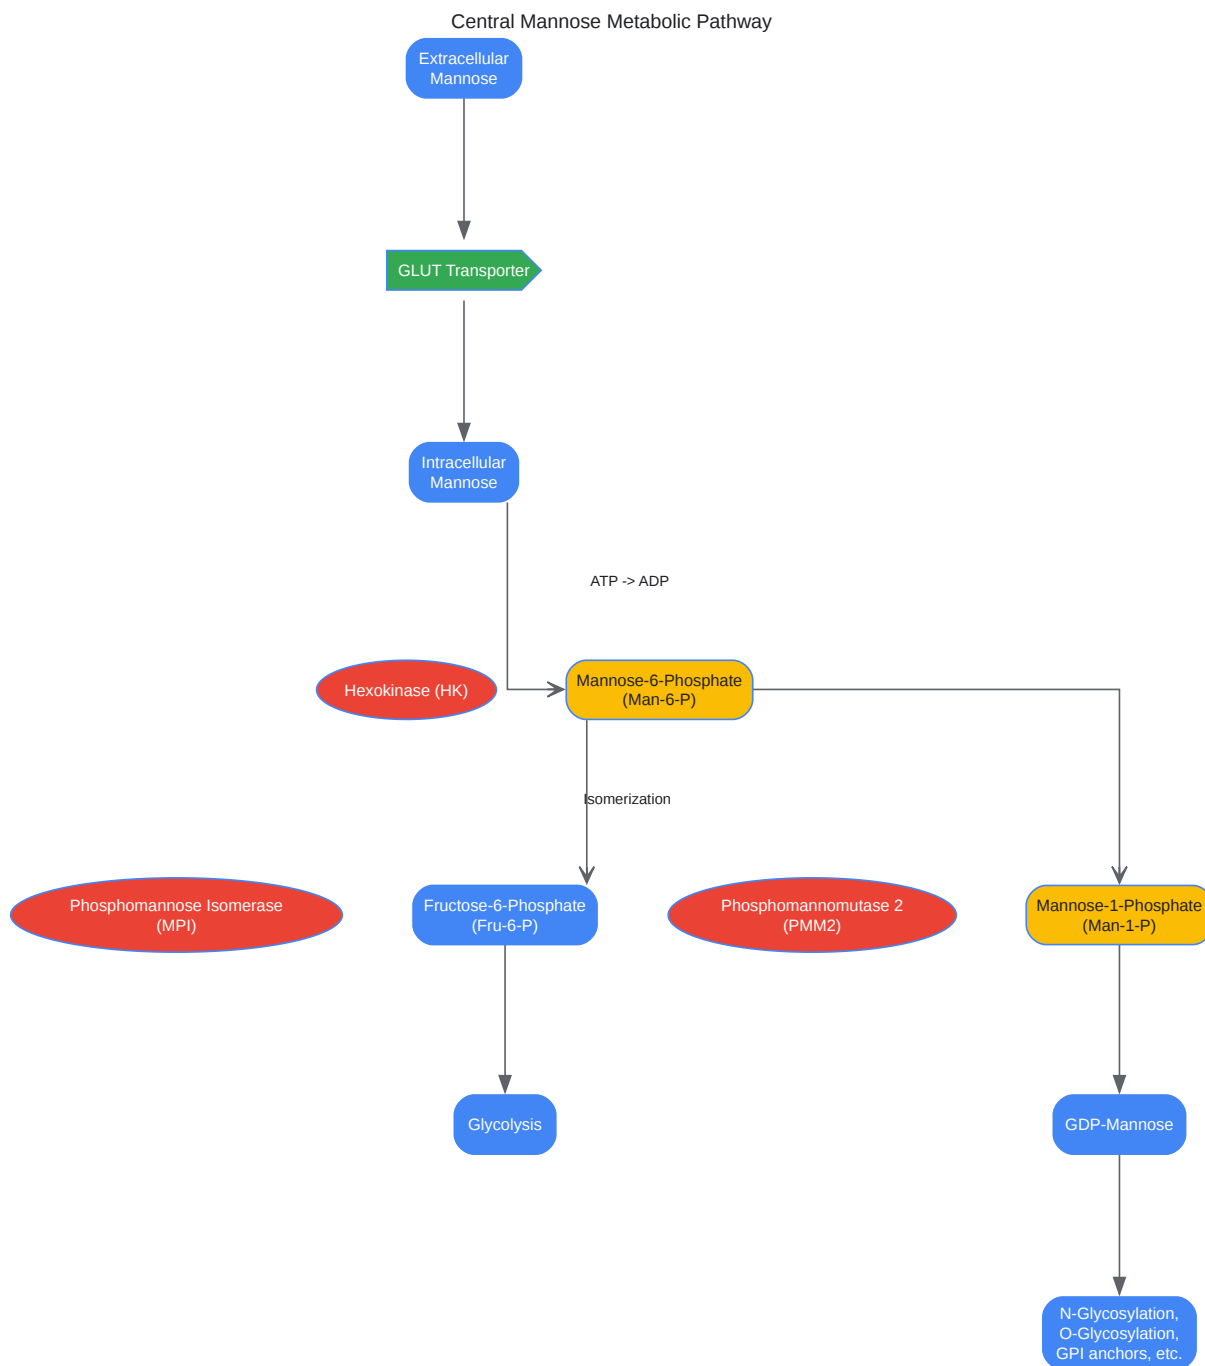 Central Mannose Metabolic Pathway
Extracellular
Mannose
GLUT Transporter
Intracellular
Mannose
ATP -> ADP
Hexokinase (HK)
Mannose-6-Phosphate
(Man-6-P)
Isomerization
Phosphomannose Isomerase
(MPI)
Fructose-6-Phosphate
(Fru-6-P)
Phosphomannomutase 2
(PMM2)
Mannose-1-Phosphate
(Man-1-P)
Glycolysis
GDP-Mannose
N-Glycosylation,
O-Glycosylation,
GPI anchors, etc.